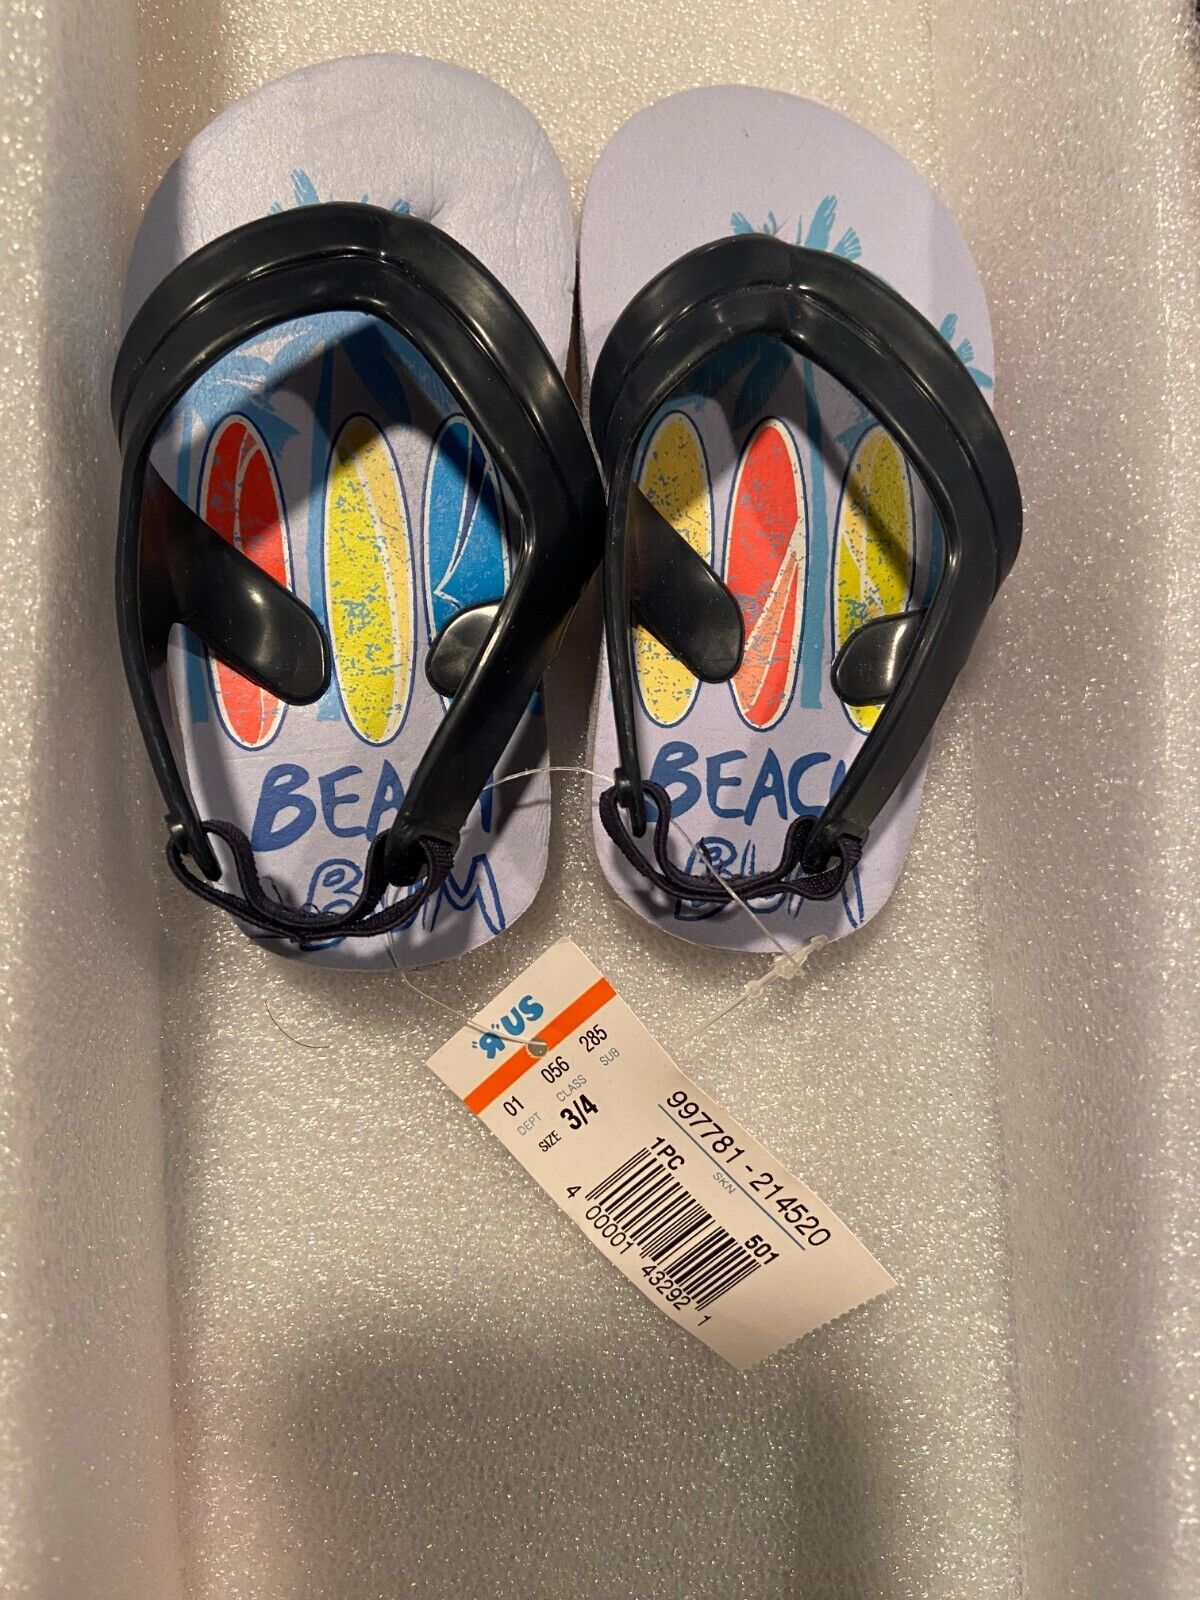 BEACH
BUM
BEACH
BUM
"R"US
01 056 285
DEPT CLASS SUB
SIZE 3/4
997781-214520
SKN
1PC 501
4 00001 43292 1